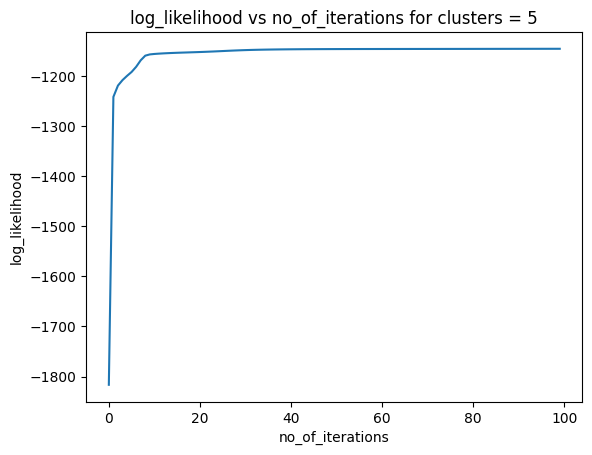 log_likelihood vs no_of_iterations for clusters = 5
log_likelihood
−1200
−1300
−1400
−1500
−1600
−1700
−1800
0 20 40 60 80 100
no_of_iterations